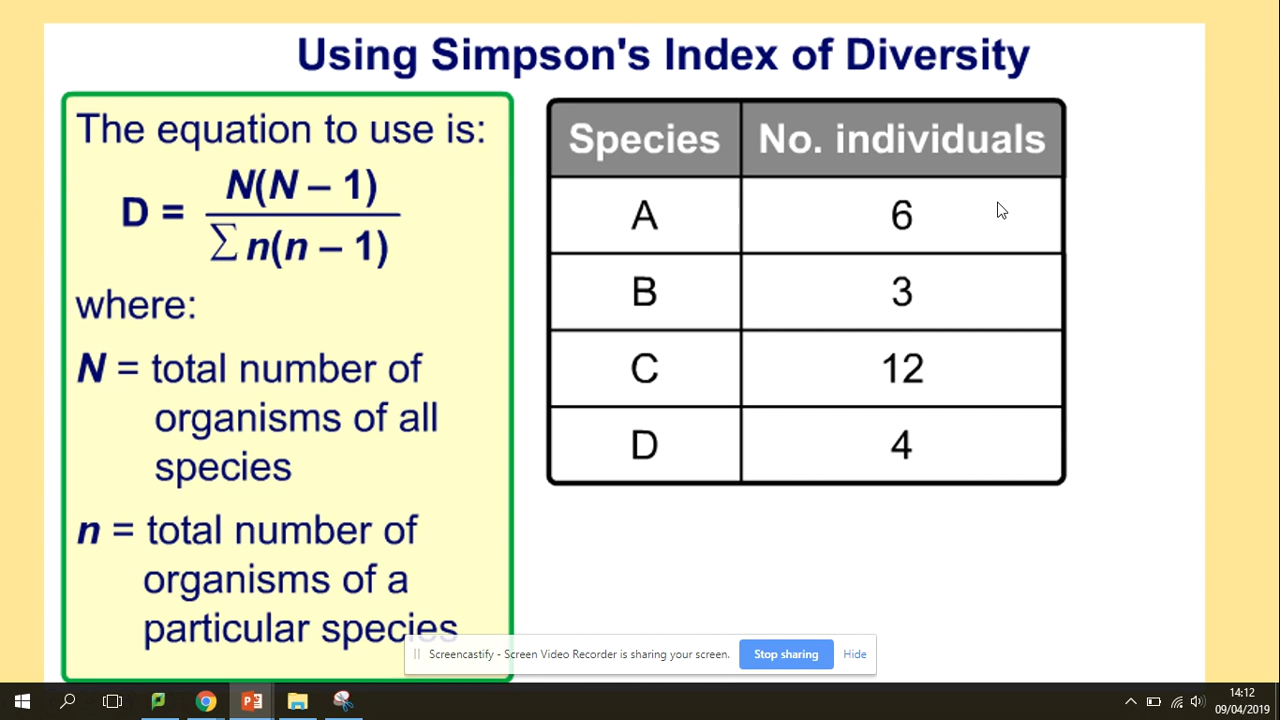 Using Simpson's Index of Diversity
The equation to use is:
D = N(N – 1)
∑ n(n – 1)
where:
N = total number of
organisms of all
species
n = total number of
organisms of a
particular species
Species No. individuals
A 6
B 3
C 12
D 4
Screencastify - Screen Video Recorder is sharing your screen. Stop sharing Hide
14:12
09/04/2019